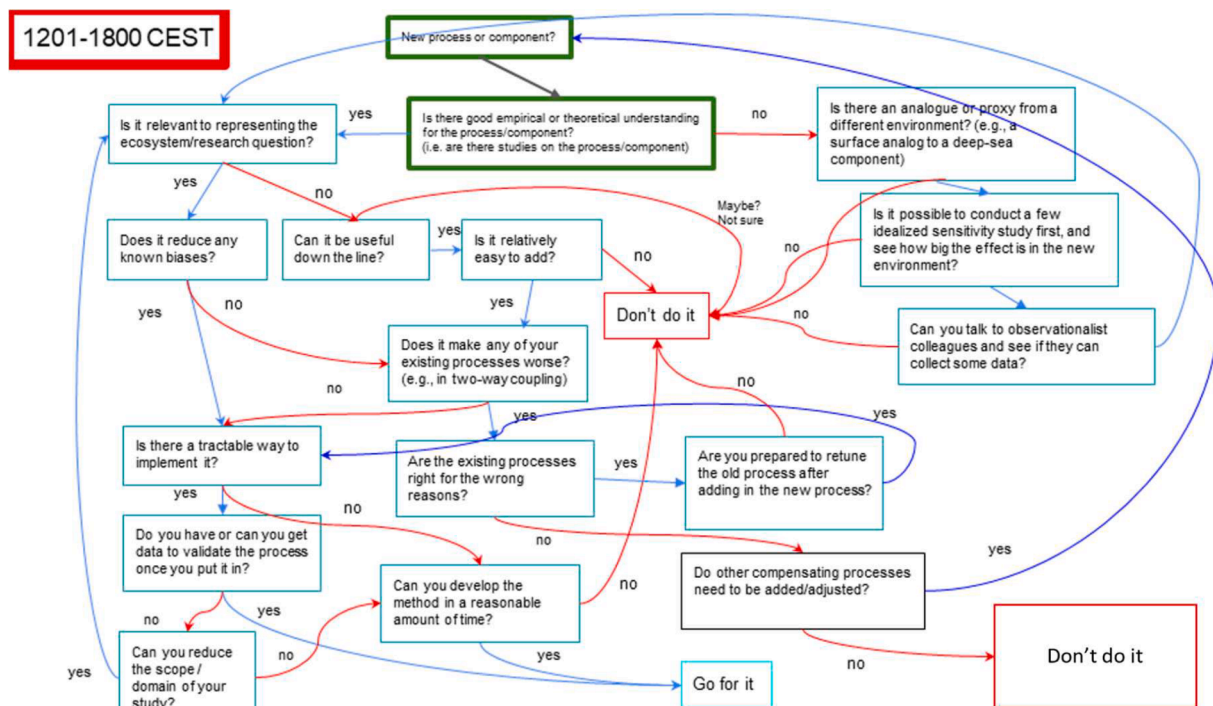 1201-1800 CEST
New process or component?
Is there good empirical or theoretical understanding
for the process/component?
(i.e. are there studies on the process/component)
yes
no
Is there an analogue or proxy from a
different environment? (e.g., a
surface analog to a deep-sea
component)
Is it relevant to representing the
ecosystem/research question?
yes
no
Maybe?
Not sure
Is it possible to conduct a few
idealized sensitivity study first, and
see how big the effect is in the new
environment?
no
Does it reduce any
known biases?
Can it be useful
down the line?
yes
Is it relatively
easy to add?
no
yes
no
yes
Don't do it
no
Can you talk to observationalist
colleagues and see if they can
collect some data?
Does it make any of your
existing processes worse?
(e.g., in two-way coupling)
no
yes
no
yes
Is there a tractable way to
implement it?
Are the existing processes
right for the wrong
reasons?
yes
Are you prepared to retune
the old process after
adding in the new process?
yes
no
no
Do you have or can you get
data to validate the process
once you put it in?
Can you develop the
method in a reasonable
amount of time?
no
Do other compensating processes
need to be added/adjusted?
yes
no
yes
Can you reduce
the scope /
domain of your
study?
yes
no
yes
Go for it
no
Don't do it